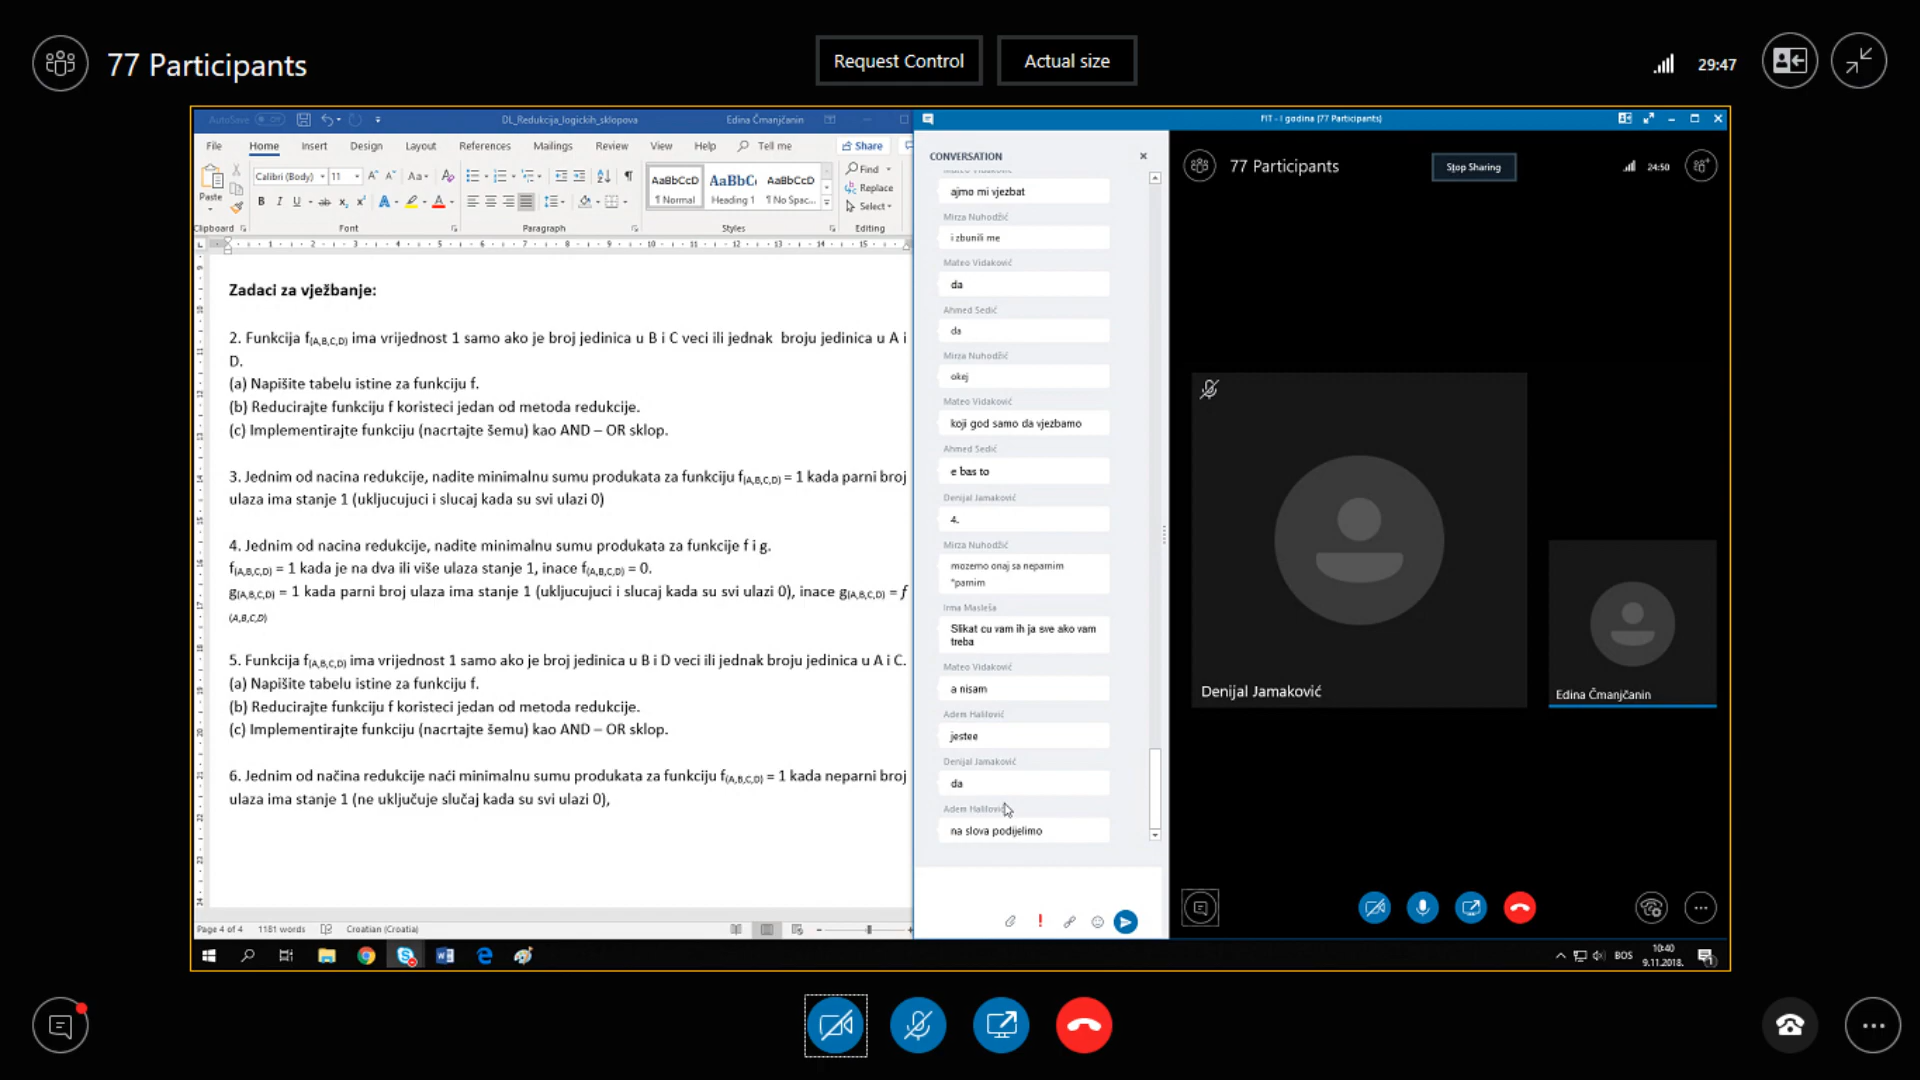 77 Participants
Request Control
Actual size
29:47
AutoSave
DL_Redukcija_logickih_sklopova
Edina Čmanjčanin
File Home Insert Design Layout References Mailings Review View Help Tell me
Share
Paste
Calibri (Body) 11
AaBbCcD
AaBbC
AaBbCcD
¶ Normal
Heading 1
¶ No Spac...
Find
Replace
Select
Clipboard
Font
Paragraph
Styles
Editing
Zadaci za vježbanje:
2. Funkcija f(A,B,C,D) ima vrijednost 1 samo ako je broj jedinica u B i C veci ili jednak broju jedinica u A i
D.
(a) Napišite tabelu istine za funkciju f.
(b) Reducirajte funkciju f koristeci jedan od metoda redukcije.
(c) Implementirajte funkciju (nacrtajte šemu) kao AND – OR sklop.
3. Jednim od nacina redukcije, nadite minimalnu sumu produkata za funkciju f(A,B,C,D) = 1 kada parni broj
ulaza ima stanje 1 (ukljucujuci i slucaj kada su svi ulazi 0)
4. Jednim od nacina redukcije, nadite minimalnu sumu produkata za funkcije f i g.
f(A,B,C,D) = 1 kada je na dva ili više ulaza stanje 1, inace f(A,B,C,D) = 0.
g(A,B,C,D) = 1 kada parni broj ulaza ima stanje 1 (ukljucujuci i slucaj kada su svi ulazi 0), inace g(A,B,C,D) = f
(A,B,C,D)
5. Funkcija f(A,B,C,D) ima vrijednost 1 samo ako je broj jedinica u B i D veci ili jednak broju jedinica u A i C.
(a) Napišite tabelu istine za funkciju f.
(b) Reducirajte funkciju f koristeci jedan od metoda redukcije.
(c) Implementirajte funkciju (nacrtajte šemu) kao AND – OR sklop.
6. Jednim od načina redukcije naći minimalnu sumu produkata za funkciju f(A,B,C,D) = 1 kada neparni broj
ulaza ima stanje 1 (ne uključuje slučaj kada su svi ulazi 0),
Page 4 of 4
1181 words
Croatian (Croatia)
FIT - I godina (77 Participants)
CONVERSATION
Mateo Vidaković
ajmo mi vjezbat
Mirza Nuhodžić
i zbunili me
Mateo Vidaković
da
Ahmed Sedić
da
Mirza Nuhodžić
okej
Mateo Vidaković
koji god samo da vjezbamo
Ahmed Sedić
e bas to
Denijal Jamaković
4.
Mirza Nuhodžić
mozemo onaj sa neparnim
*parnim
Irma Masleša
Slikat cu vam ih ja sve ako vam
treba
Mateo Vidaković
a nisam
Adem Halilović
jestee
Denijal Jamaković
da
Adem Halilović
na slova podijelimo
77 Participants
Stop Sharing
24:50
Denijal Jamaković
Edina Čmanjčanin
BOS
10:40
9.11.2018.